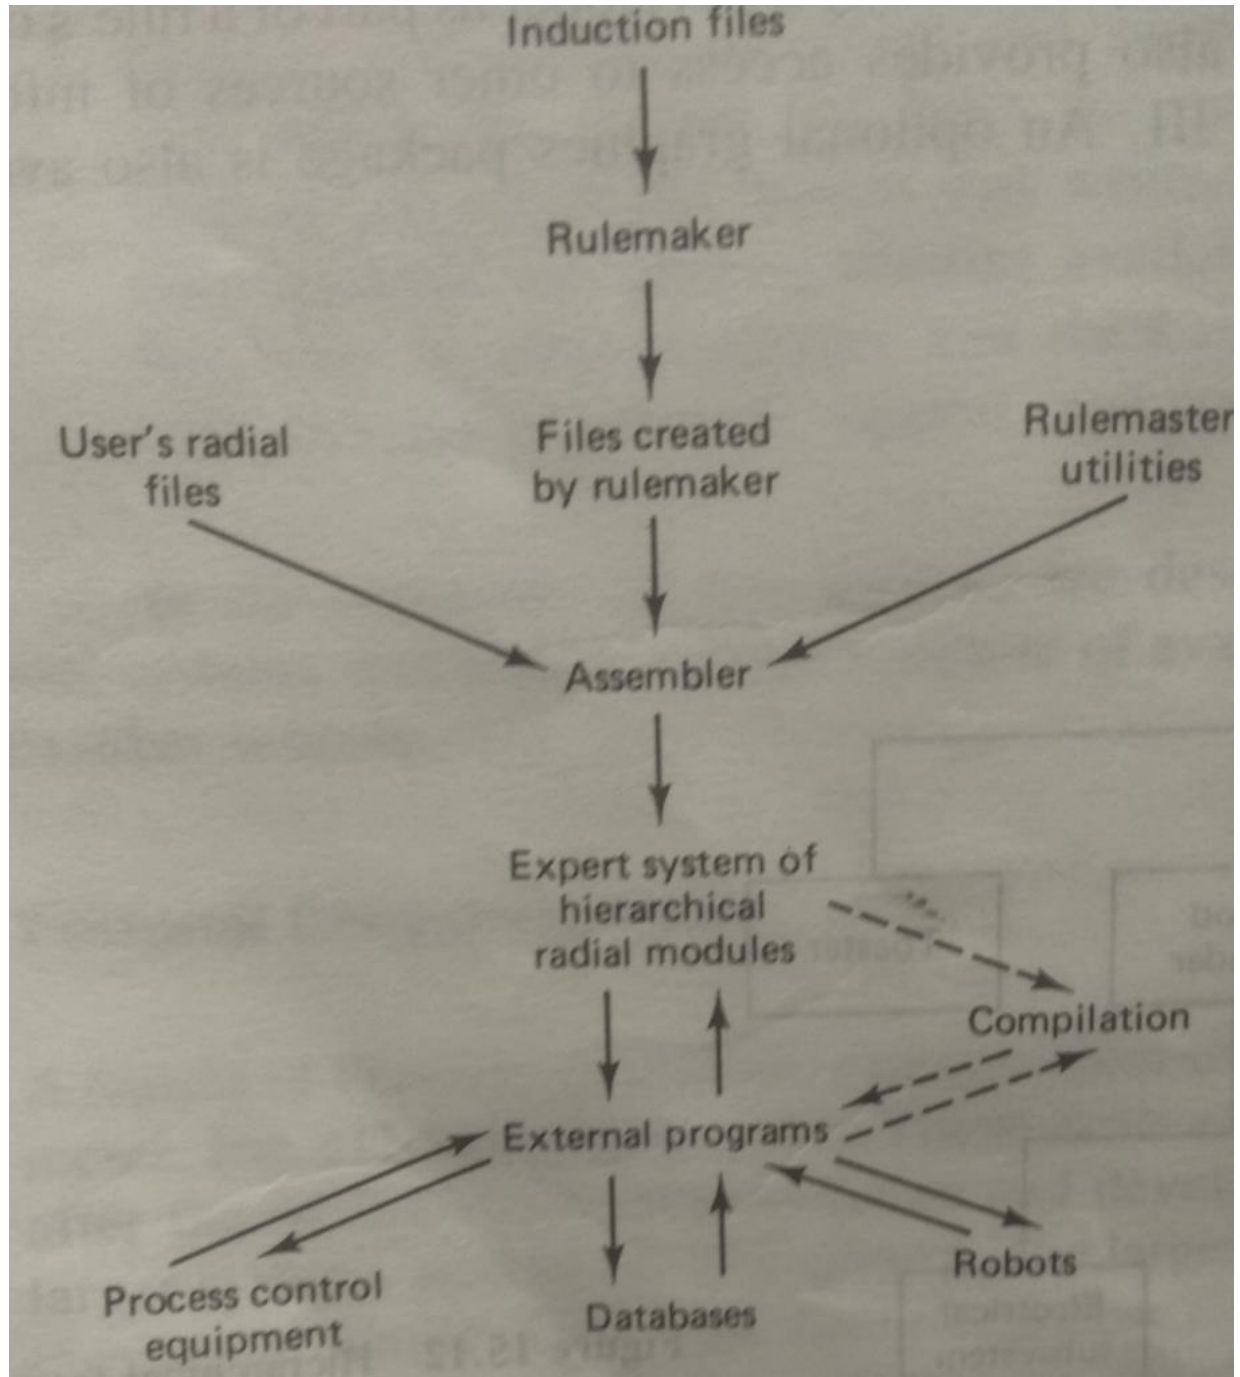 Induction files
Rulemaker
User's radial
files
Files created
by rulemaker
Rulemaster
utilities
Assembler
Expert system of
hierarchical
radial modules
Compilation
External programs
Process control
equipment
Databases
Robots